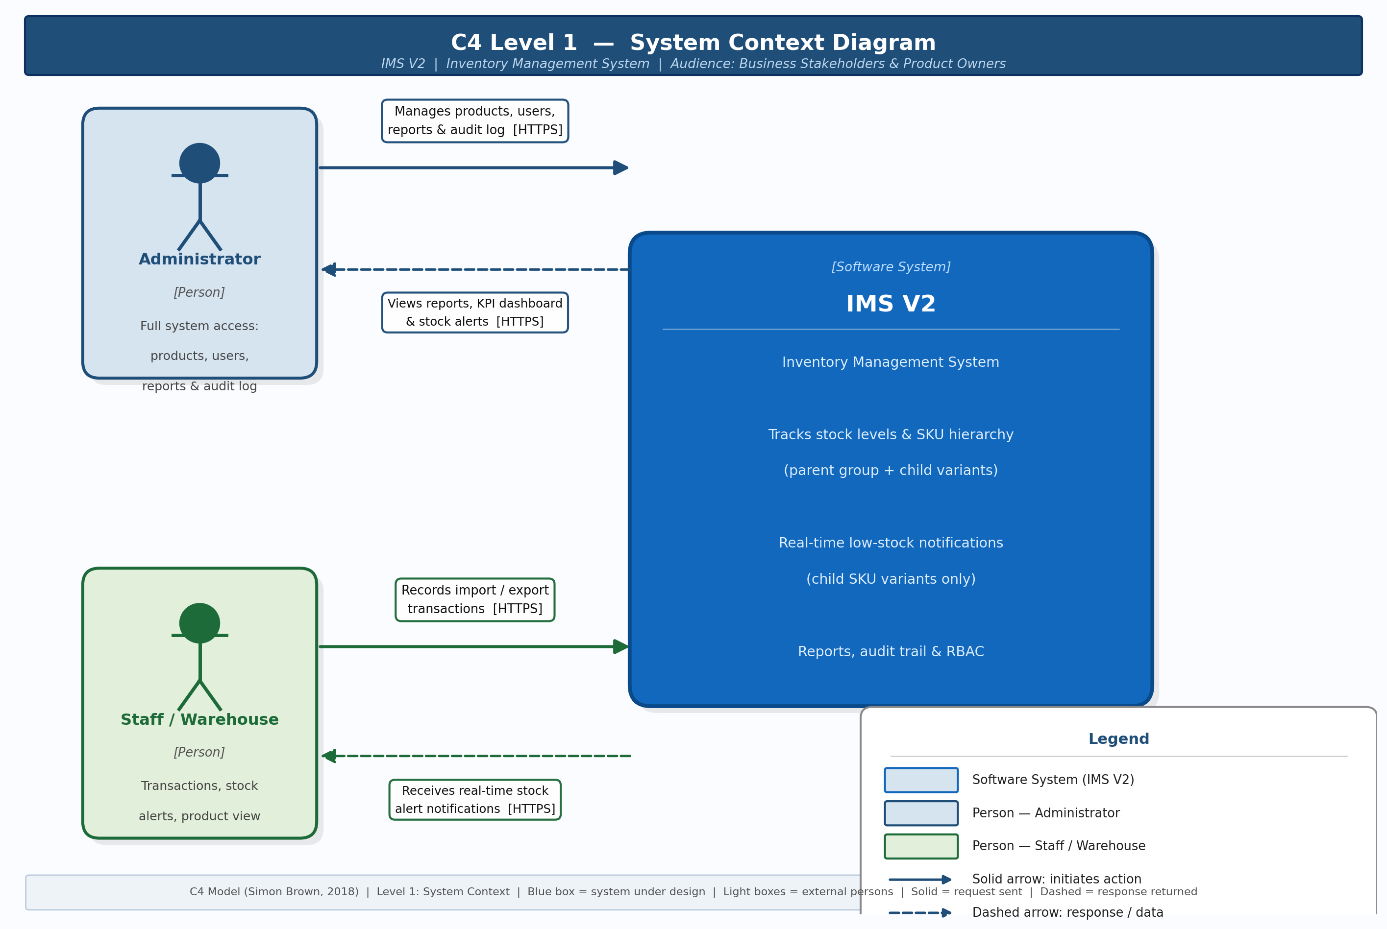 C4 Level 1 — System Context Diagram
IMS V2 | Inventory Management System | Audience: Business Stakeholders & Product Owners
Manages products, users,
reports & audit log [HTTPS]
Administrator
[Person]
Full system access:
products, users,
reports & audit log
Views reports, KPI dashboard
& stock alerts [HTTPS]
[Software System]
IMS V2
Inventory Management System
Tracks stock levels & SKU hierarchy
(parent group + child variants)
Real-time low-stock notifications
(child SKU variants only)
Reports, audit trail & RBAC
Records import / export
transactions [HTTPS]
Staff / Warehouse
[Person]
Transactions, stock
alerts, product view
Receives real-time stock
alert notifications [HTTPS]
Legend
Software System (IMS V2)
Person — Administrator
Person — Staff / Warehouse
Solid arrow: initiates action
Dashed arrow: response / data
C4 Model (Simon Brown, 2018) | Level 1: System Context | Blue box = system under design | Light boxes = external persons | Solid = request sent | Dashed = response returned